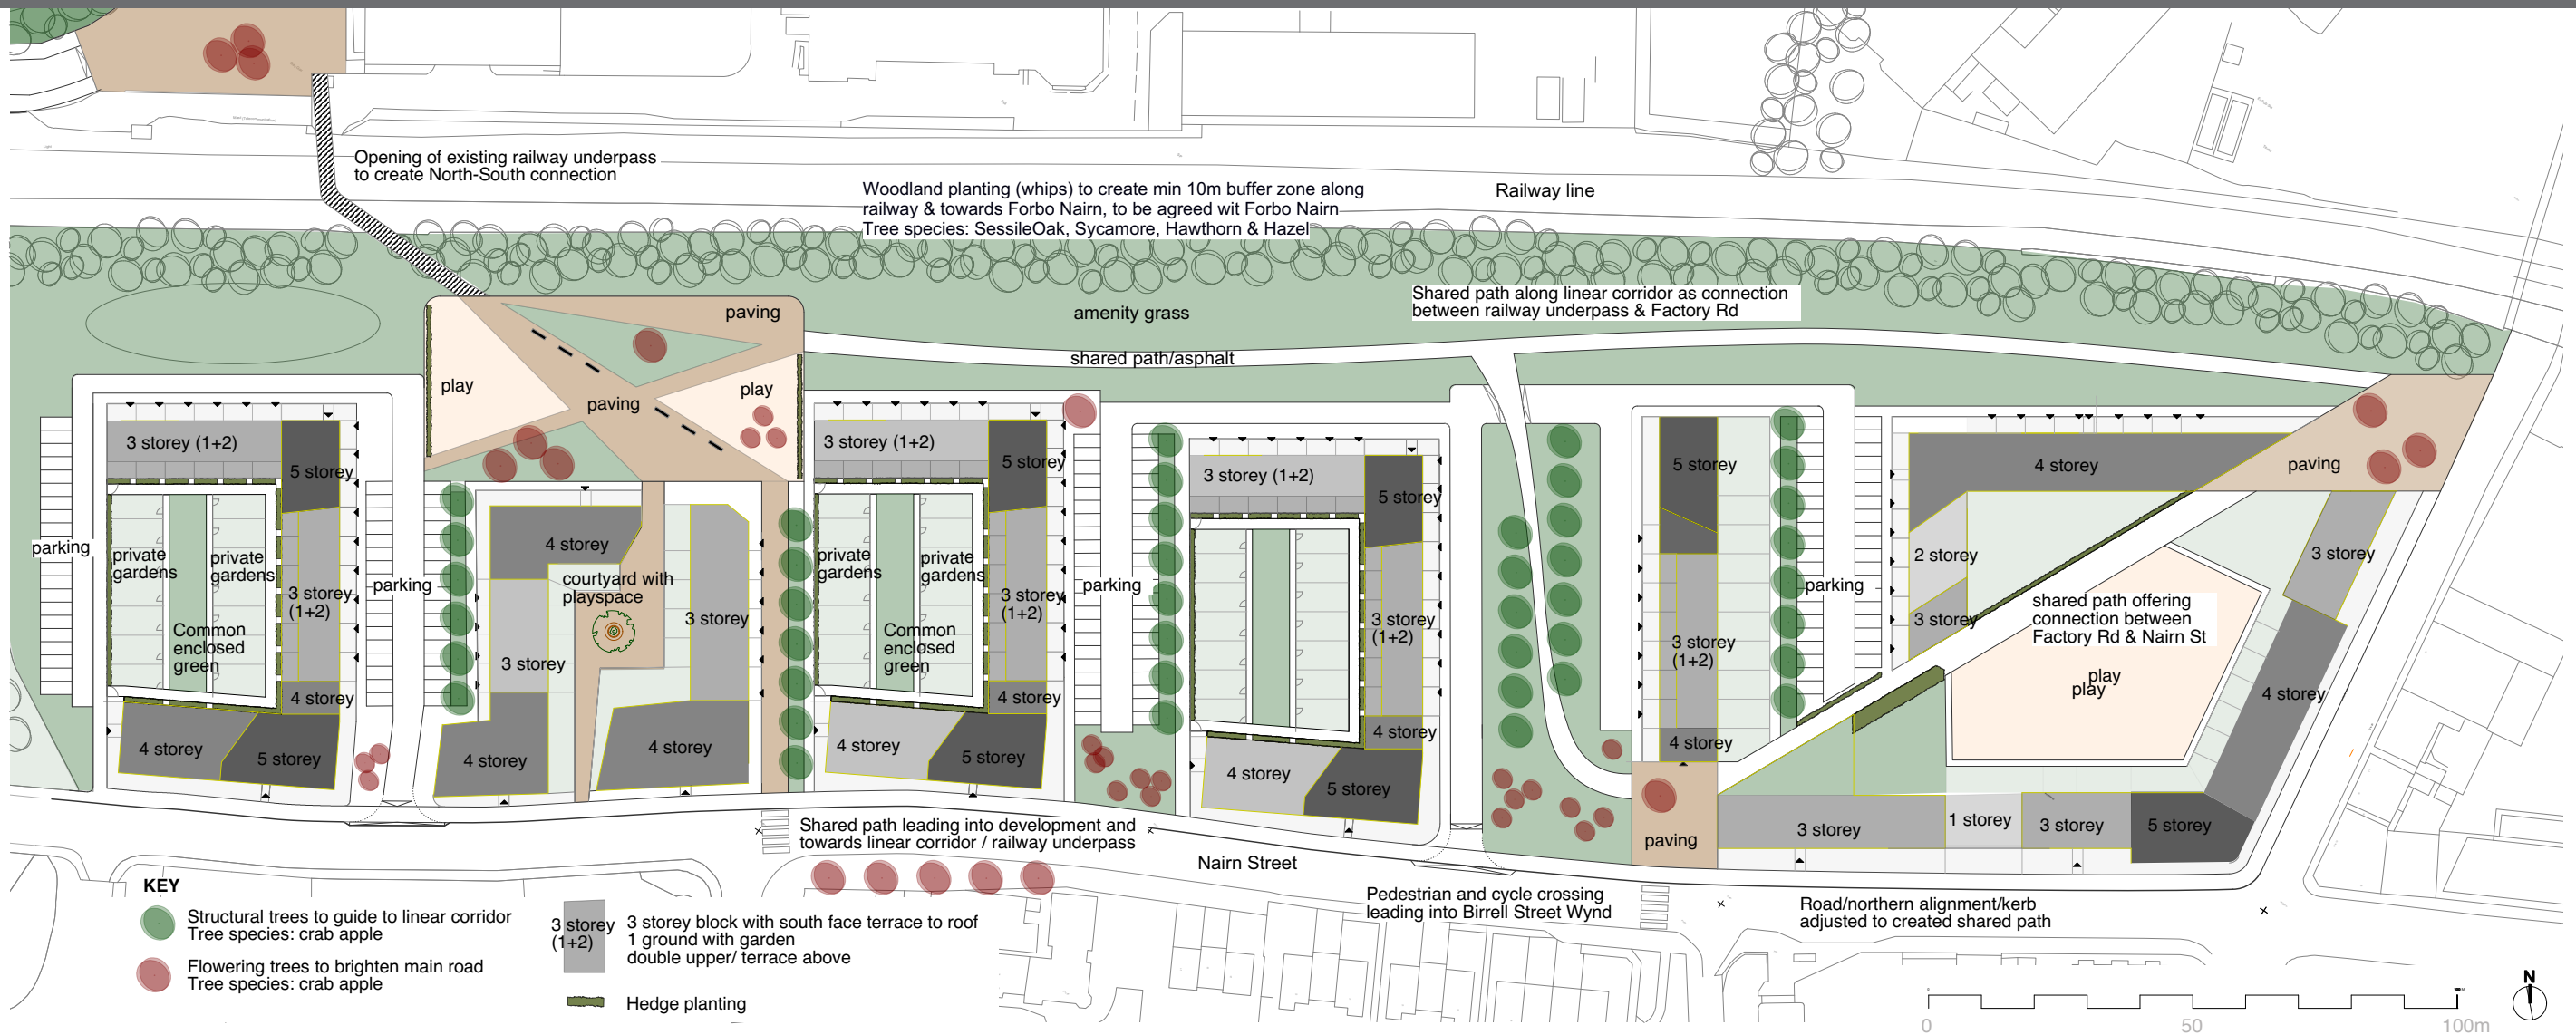 Opening of existing railway underpass
to create North-South connection
Woodland planting (whips) to create min 10m buffer zone along
railway & towards Forbo Nairn, to be agreed wit Forbo Nairn
Tree species: SessileOak, Sycamore, Hawthorn & Hazel
Railway line
Shared path along linear corridor as connection
between railway underpass & Factory Rd
amenity grass
shared path/asphalt
paving
play
play
paving
3 storey (1+2)
5 storey
parking
private
gardens
private
gardens
3 storey
(1+2)
Common
enclosed
green
4 storey
4 storey
5 storey
parking
4 storey
courtyard with
playspace
3 storey
3 storey
4 storey
4 storey
3 storey (1+2)
5 storey
private
gardens
private
gardens
3 storey
(1+2)
Common
enclosed
green
4 storey
4 storey
5 storey
parking
3 storey (1+2)
5 storey
3 storey
(1+2)
4 storey
4 storey
5 storey
5 storey
3 storey
(1+2)
4 storey
paving
parking
4 storey
2 storey
3 storey
paving
3 storey
shared path offering
connection between
Factory Rd & Nairn St
play
play
4 storey
3 storey
1 storey
3 storey
5 storey
Shared path leading into development and
towards linear corridor / railway underpass
Nairn Street
Pedestrian and cycle crossing
leading into Birrell Street Wynd
Road/northern alignment/kerb
adjusted to created shared path
KEY
Structural trees to guide to linear corridor
Tree species: crab apple
Flowering trees to brighten main road
Tree species: crab apple
3 storey
(1+2)
3 storey block with south face terrace to roof
1 ground with garden
double upper/ terrace above
Hedge planting
0
50
100m
N